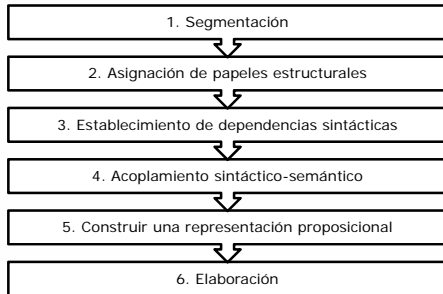 1. Segmentación
2. Asignación de papeles estructurales
3. Establecimiento de dependencias sintácticas
4. Acoplamiento sintáctico-semántico
5. Construir una representación proposicional
6. Elaboración